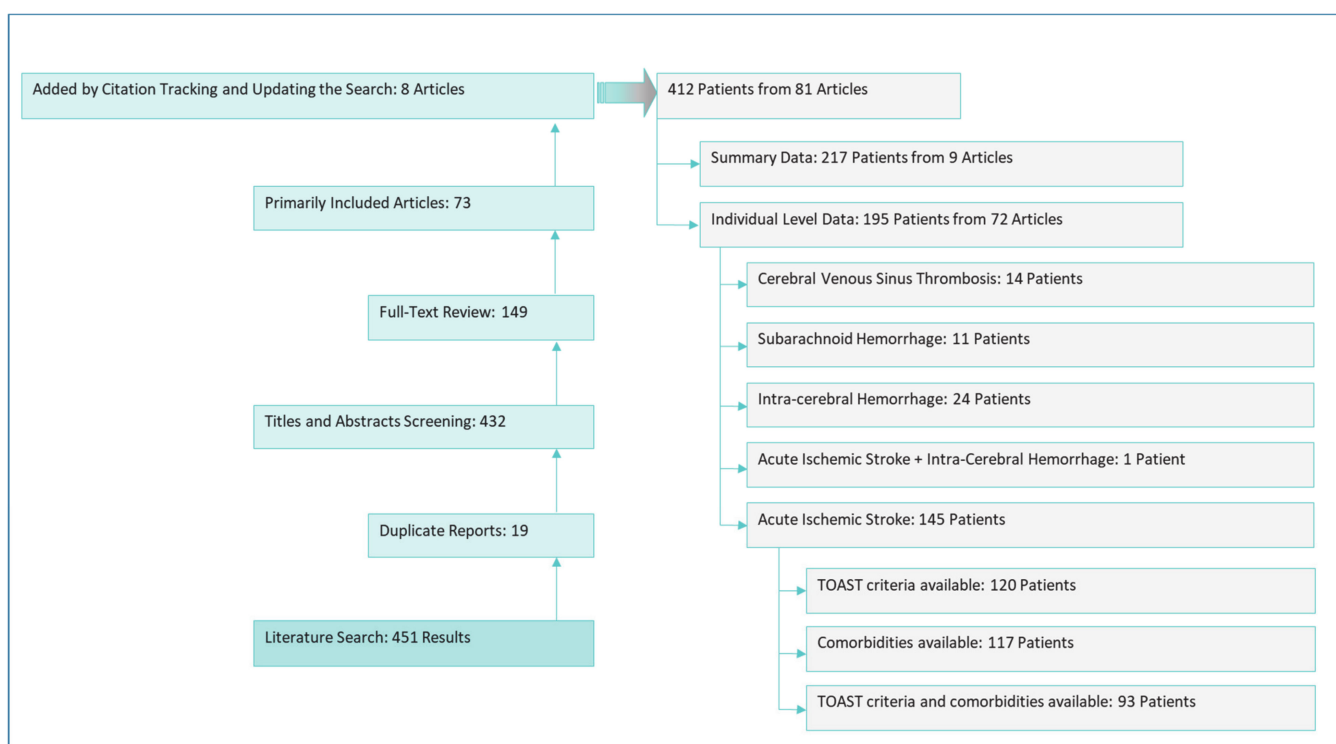 Added by Citation Tracking and Updating the Search: 8 Articles
Primarily Included Articles: 73
Full-Text Review: 149
Titles and Abstracts Screening: 432
Duplicate Reports: 19
Literature Search: 451 Results
412 Patients from 81 Articles
Summary Data: 217 Patients from 9 Articles
Individual Level Data: 195 Patients from 72 Articles
Cerebral Venous Sinus Thrombosis: 14 Patients
Subarachnoid Hemorrhage: 11 Patients
Intra-cerebral Hemorrhage: 24 Patients
Acute Ischemic Stroke + Intra-Cerebral Hemorrhage: 1 Patient
Acute Ischemic Stroke: 145 Patients
TOAST criteria available: 120 Patients
Comorbidities available: 117 Patients
TOAST criteria and comorbidities available: 93 Patients